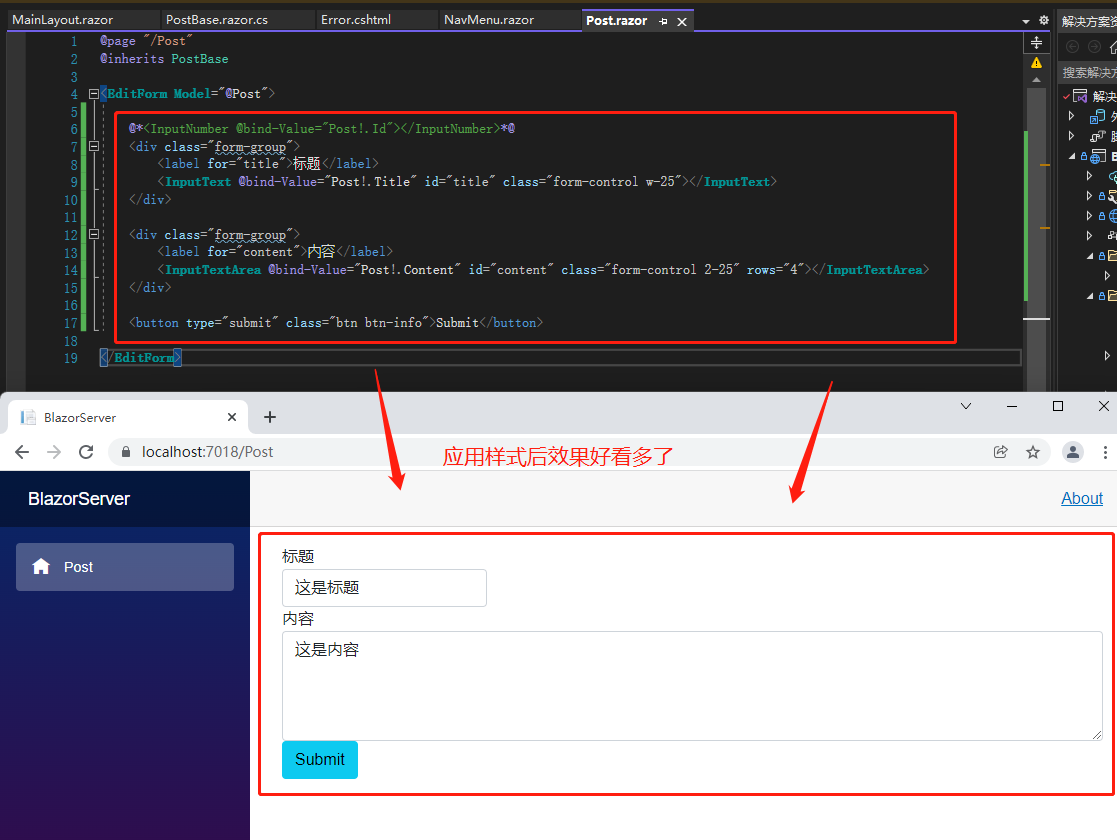 MainLayout.razor PostBase.razor.cs Error.cshtml NavMenu.razor Post.razor
解决方案资
搜索解决方
解决
1 @page "/Post"
2 @inherits PostBase
3
4 <EditForm Model="@Post">
5
6 @*<InputNumber @bind-Value="Post!.Id"></InputNumber>*@
7 <div class="form-group">
8 <label for="title">标题</label>
9 <InputText @bind-Value="Post!.Title" id="title" class="form-control w-25"></InputText>
10 </div>
11
12 <div class="form-group">
13 <label for="content">内容</label>
14 <InputTextArea @bind-Value="Post!.Content" id="content" class="form-control 2-25" rows="4"></InputTextArea>
15 </div>
16
17 <button type="submit" class="btn btn-info">Submit</button>
18
19 </EditForm>
BlazorServer
localhost:7018/Post
应用样式后效果好看多了
BlazorServer
About
Post
标题
这是标题
内容
这是内容
Submit